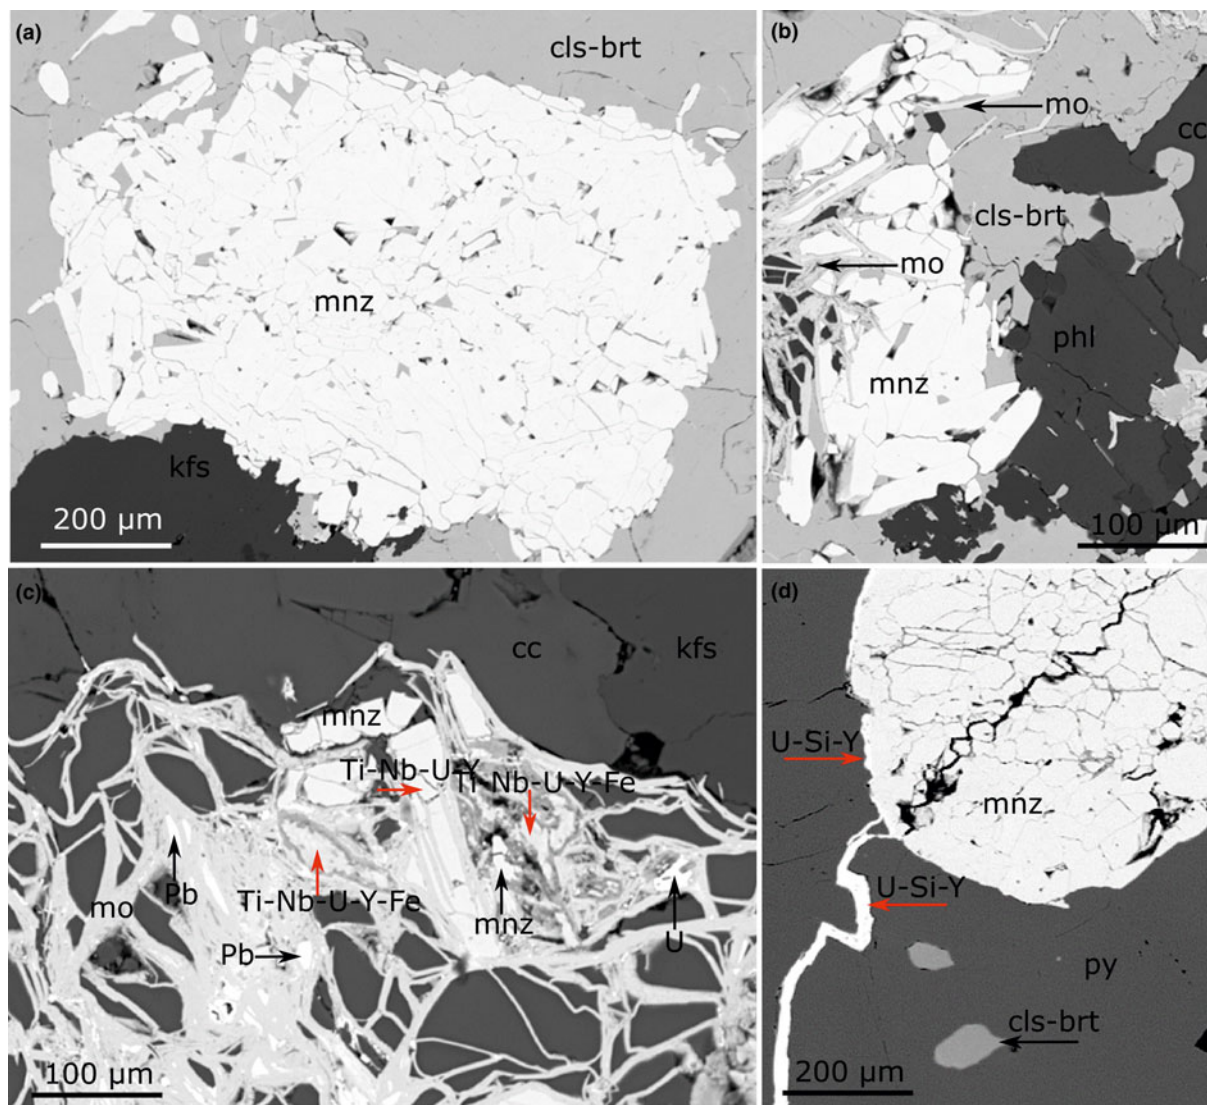 (a)
cls-brt
mnz
kfs
200 µm
(b)
mo
cc
cls-brt
mo
phl
mnz
100 µm
(c)
cc
kfs
mnz
Ti-Nb-U-Y
Ti-Nb-U-Y-Fe
Pb
mo
Ti-Nb-U-Y-Fe
mnz
U
Pb
100 µm
(d)
U-Si-Y
mnz
U-Si-Y
py
cls-brt
200 µm